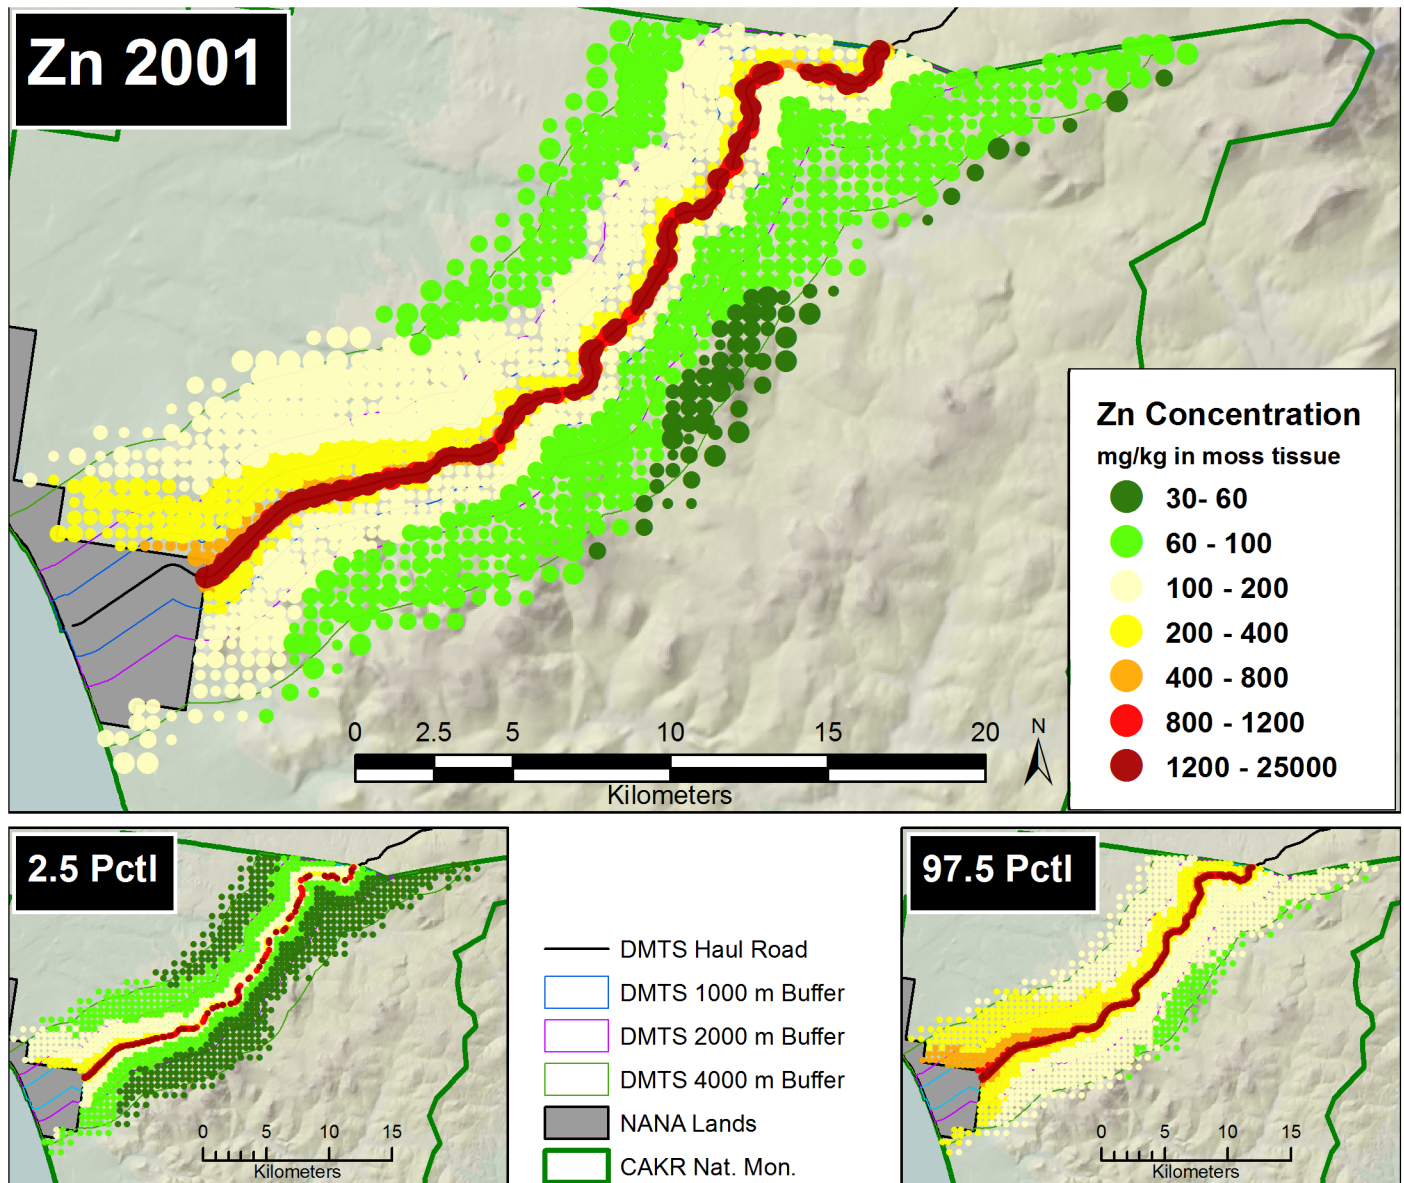 Zn 2001
Zn Concentration
mg/kg in moss tissue
30- 60
60 - 100
100 - 200
200 - 400
400 - 800
800 - 1200
1200 - 25000
0 2.5 5 10 15 20
Kilometers
N
2.5 Pctl
0 5 10 15
Kilometers
DMTS Haul Road
DMTS 1000 m Buffer
DMTS 2000 m Buffer
DMTS 4000 m Buffer
NANA Lands
CAKR Nat. Mon.
97.5 Pctl
0 5 10 15
Kilometers